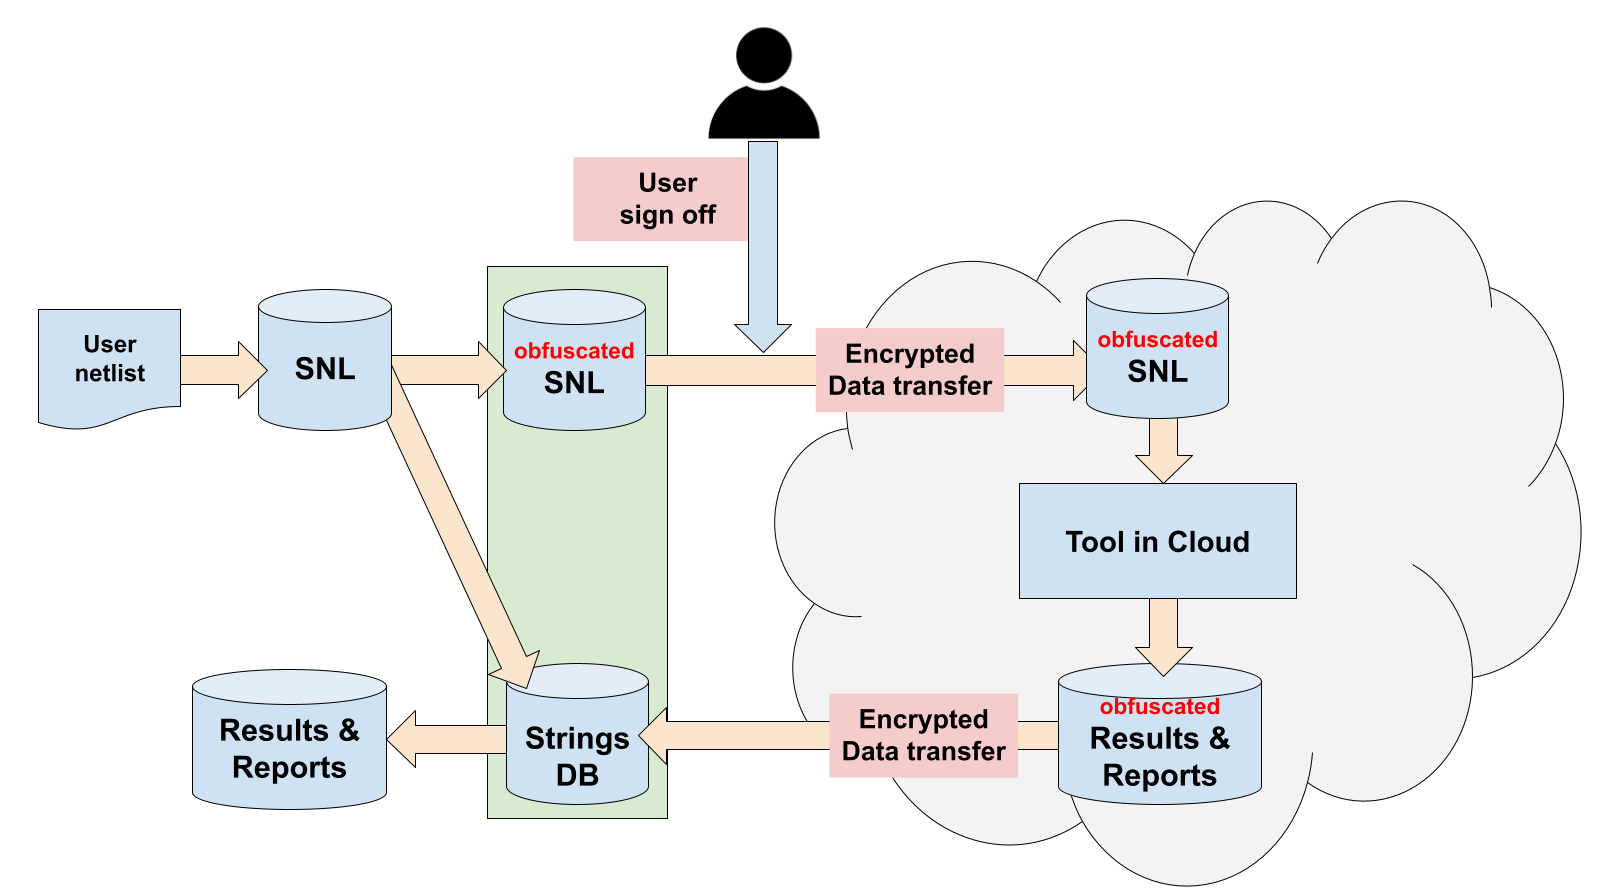 User
sign off
User
netlist
SNL
obfuscated
SNL
Encrypted
Data transfer
obfuscated
SNL
Tool in Cloud
Results &
Reports
Strings
DB
Encrypted
Data transfer
obfuscated
Results &
Reports